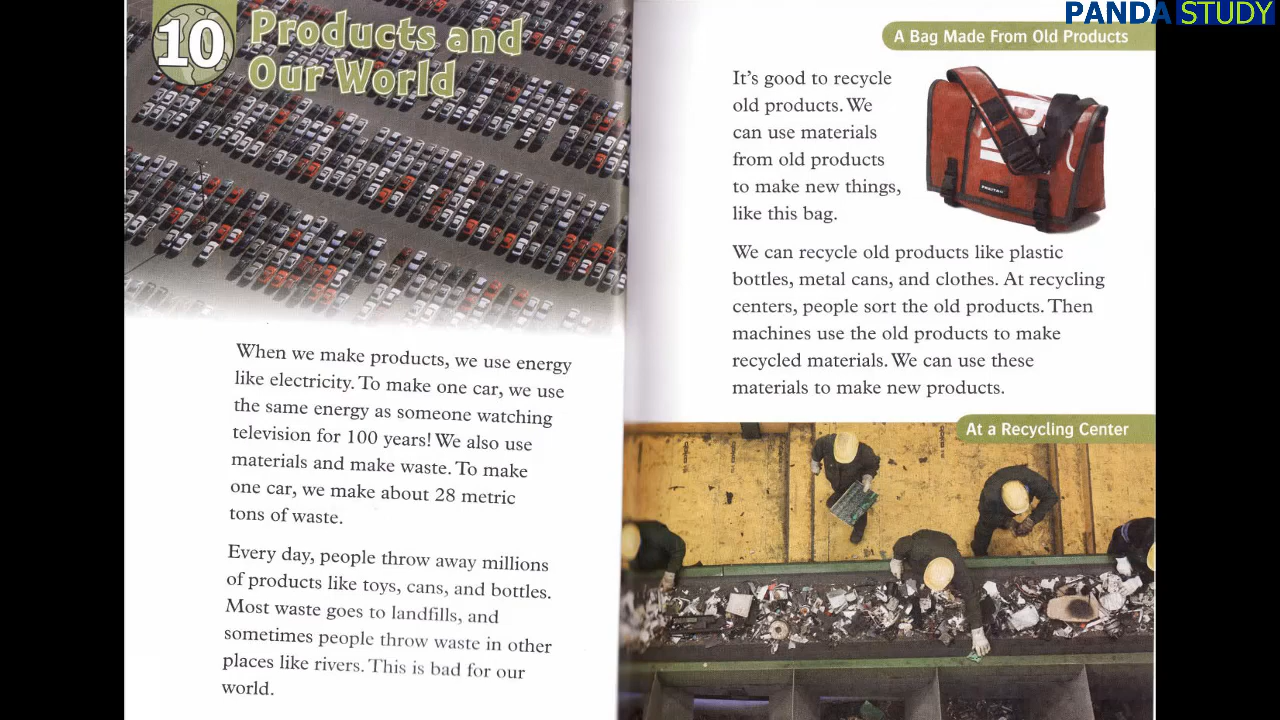 PANDA STUDY
10
Products and
Our World
When we make products, we use energy
like electricity. To make one car, we use
the same energy as someone watching
television for 100 years! We also use
materials and make waste. To make
one car, we make about 28 metric
tons of waste.
Every day, people throw away millions
of products like toys, cans, and bottles.
Most waste goes to landfills, and
sometimes people throw waste in other
places like rivers. This is bad for our
world.
A Bag Made From Old Products
It's good to recycle
old products. We
can use materials
from old products
to make new things,
like this bag.
FREITAG
We can recycle old products like plastic
bottles, metal cans, and clothes. At recycling
centers, people sort the old products. Then
machines use the old products to make
recycled materials. We can use these
materials to make new products.
At a Recycling Center